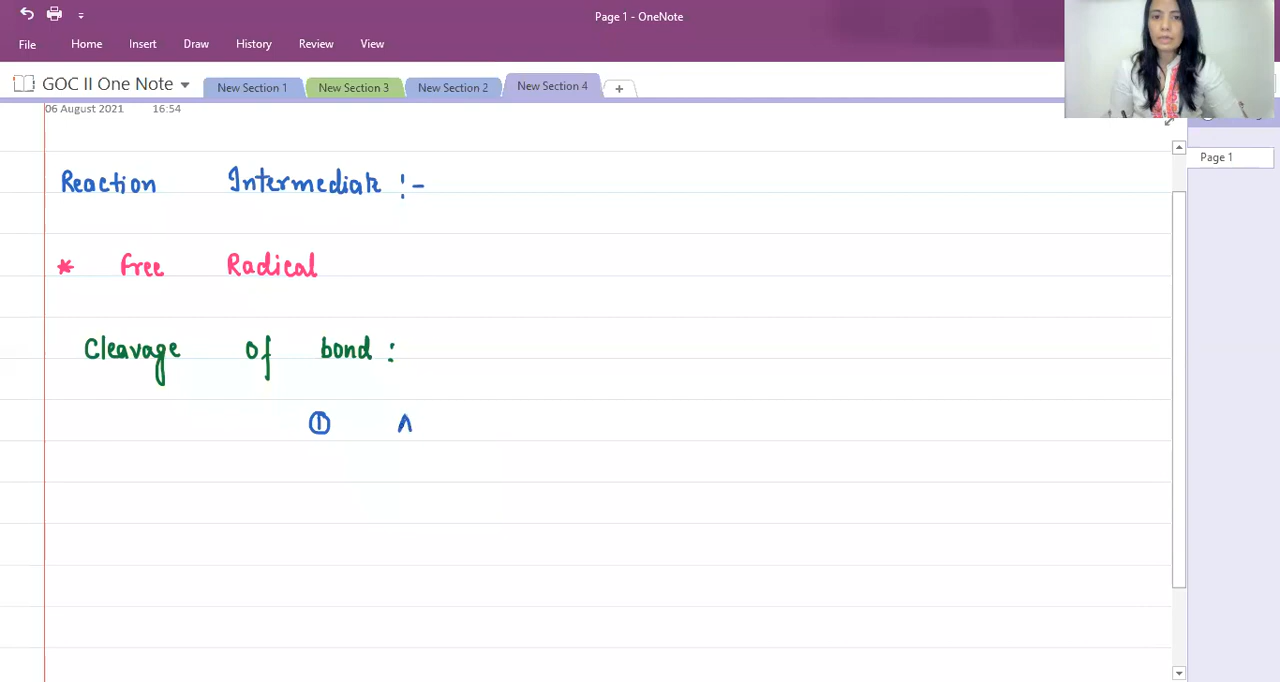 Page 1 - OneNote
File Home Insert Draw History Review View
GOC II One Note New Section 1 New Section 3 New Section 2 New Section 4 +
06 August 2021 16:54
Page 1
Reaction Intermediate :-
* Free Radical
Cleavage of bond :
①